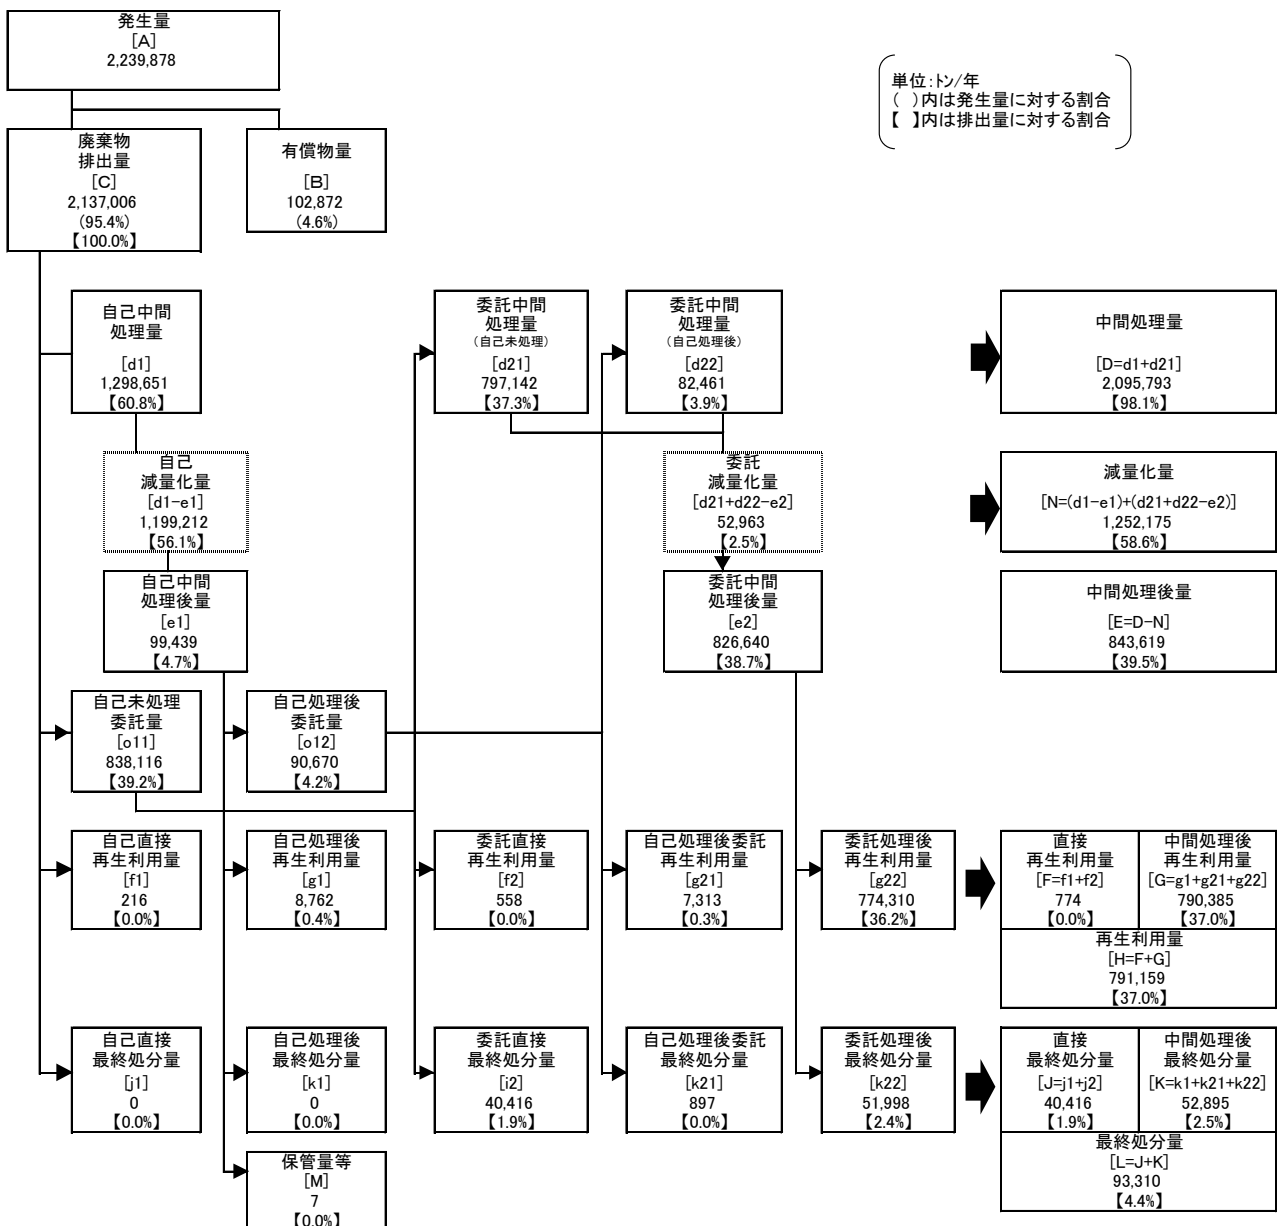 発生量
[A]
2,239,878
単位:トン/年
( )内は発生量に対する割合
【 】内は排出量に対する割合
廃棄物
排出量
[C]
2,137,006
(95.4%)
【100.0%】
有償物量
[B]
102,872
(4.6%)
自己中間
処理量
[d1]
1,298,651
【60.8%】
委託中間
処理量
(自己未処理)
[d21]
797,142
【37.3%】
委託中間
処理量
(自己処理後)
[d22]
82,461
【3.9%】
中間処理量
[D=d1+d21]
2,095,793
【98.1%】
自己
減量化量
[d1-e1]
1,199,212
【56.1%】
委託
減量化量
[d21+d22-e2]
52,963
【2.5%】
減量化量
[N=(d1-e1)+(d21+d22-e2)]
1,252,175
【58.6%】
自己中間
処理後量
[e1]
99,439
【4.7%】
委託中間
処理後量
[e2]
826,640
【38.7%】
中間処理後量
[E=D-N]
843,619
【39.5%】
自己未処理
委託量
[o11]
838,116
【39.2%】
自己処理後
委託量
[o12]
90,670
【4.2%】
自己直接
再生利用量
[f1]
216
【0.0%】
自己処理後
再生利用量
[g1]
8,762
【0.4%】
委託直接
再生利用量
[f2]
558
【0.0%】
自己処理後委託
再生利用量
[g21]
7,313
【0.3%】
委託処理後
再生利用量
[g22]
774,310
【36.2%】
直接
再生利用量
[F=f1+f2]
774
【0.0%】
中間処理後
再生利用量
[G=g1+g21+g22]
790,385
【37.0%】
再生利用量
[H=F+G]
791,159
【37.0%】
自己直接
最終処分量
[j1]
0
【0.0%】
自己処理後
最終処分量
[k1]
0
【0.0%】
委託直接
最終処分量
[i2]
40,416
【1.9%】
自己処理後委託
最終処分量
[k21]
897
【0.0%】
委託処理後
最終処分量
[k22]
51,998
【2.4%】
直接
最終処分量
[J=j1+j2]
40,416
【1.9%】
中間処理後
最終処分量
[K=k1+k21+k22]
52,895
【2.5%】
最終処分量
[L=J+K]
93,310
【4.4%】
保管量等
[M]
7
【0.0%】